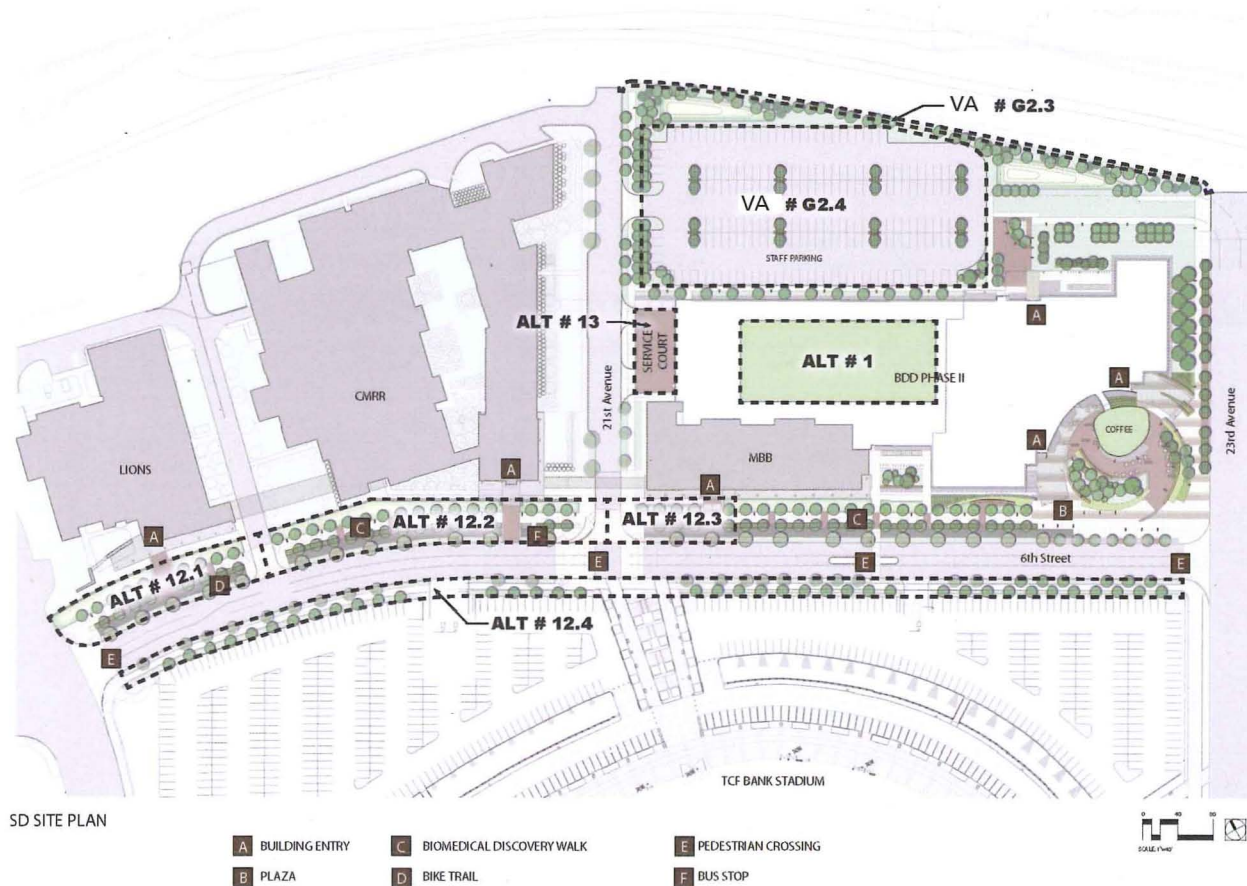 VA # G2.3
VA # G2.4
STAFF PARKING
ALT # 13
SERVICE
COURT
ALT # 1
BDD PHASE II
A
A
A
COFFEE
CMRR
21st Avenue
23rd Avenue
LIONS
MBB
A
A
A
B
C
ALT # 12.2
F
ALT # 12.3
C
6th Street
E
E
E
ALT # 12.1
D
E
ALT # 12.4
TCF BANK STADIUM
SD SITE PLAN
A BUILDING ENTRY
C BIOMEDICAL DISCOVERY WALK
E PEDESTRIAN CROSSING
B PLAZA
D BIKE TRAIL
F BUS STOP
0 40 80